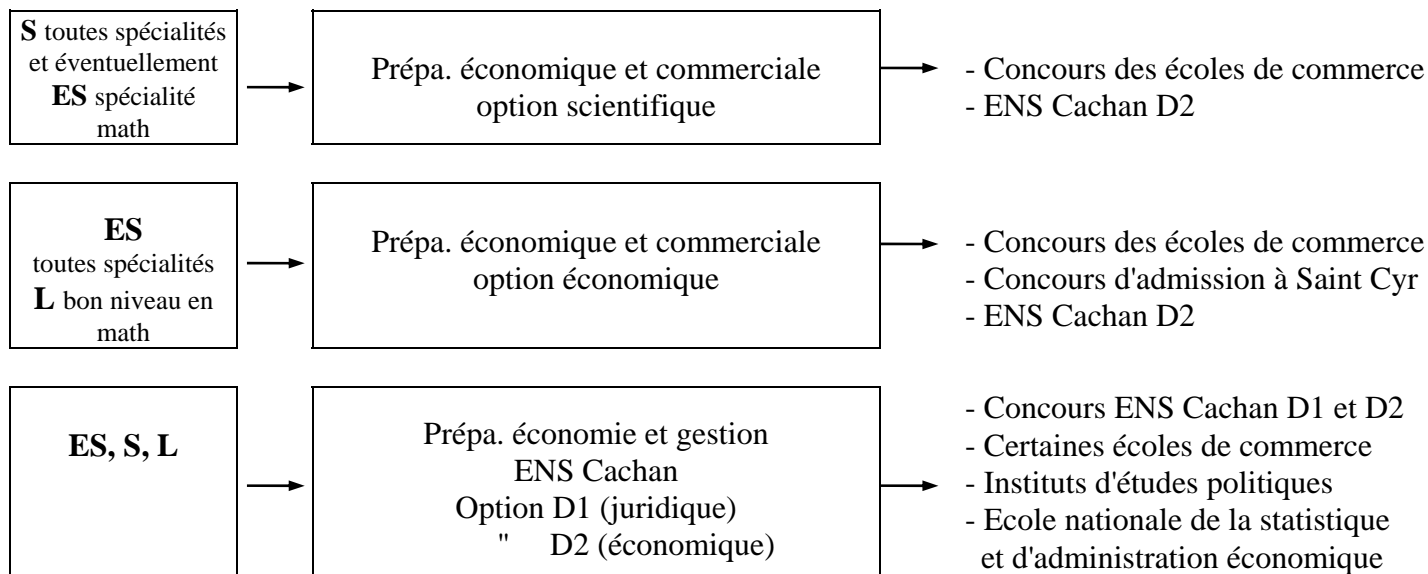 S toutes spécialités
et éventuellement
ES spécialité
math
Prépa. économique et commerciale
option scientifique
- Concours des écoles de commerce
- ENS Cachan D2
ES
toutes spécialités
L bon niveau en
math
Prépa. économique et commerciale
option économique
- Concours des écoles de commerce
- Concours d'admission à Saint Cyr
- ENS Cachan D2
ES, S, L
Prépa. économie et gestion
ENS Cachan
Option D1 (juridique)
" D2 (économique)
- Concours ENS Cachan D1 et D2
- Certaines écoles de commerce
- Instituts d'études politiques
- Ecole nationale de la statistique
et d'administration économique